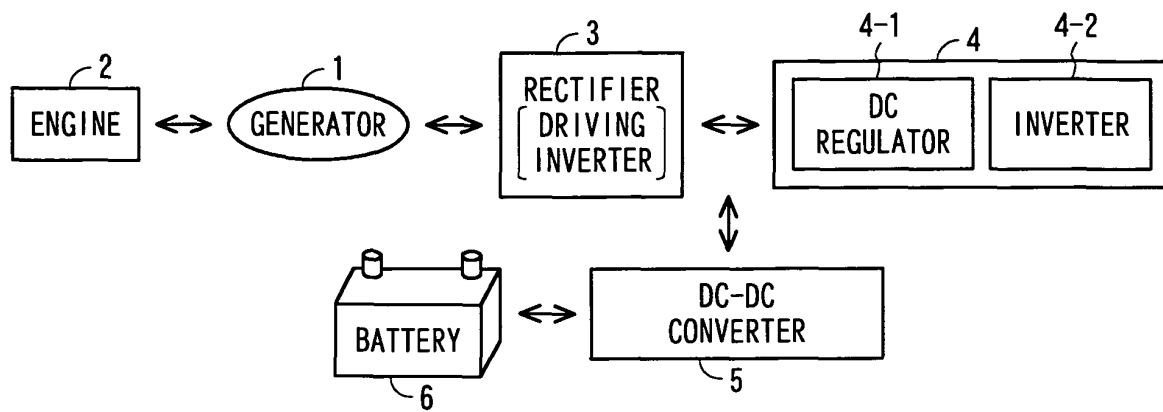 4-1
4-2
3
4
2
1
ENGINE
GENERATOR
RECTIFIER
DRIVING
INVERTER
DC
REGULATOR
INVERTER
BATTERY
DC-DC
CONVERTER
6
5